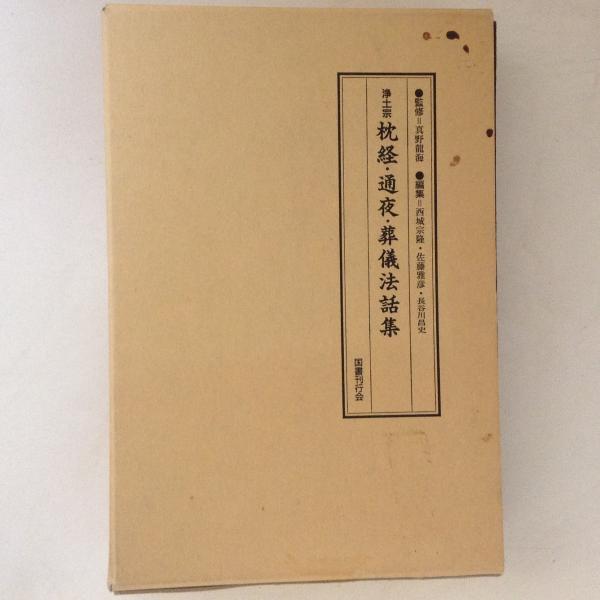 ●監修＝真野龍海 ●編集＝西城宗隆・佐藤雅彦・長谷川昌史
浄土宗 枕経・通夜・葬儀法話集
国書刊行会